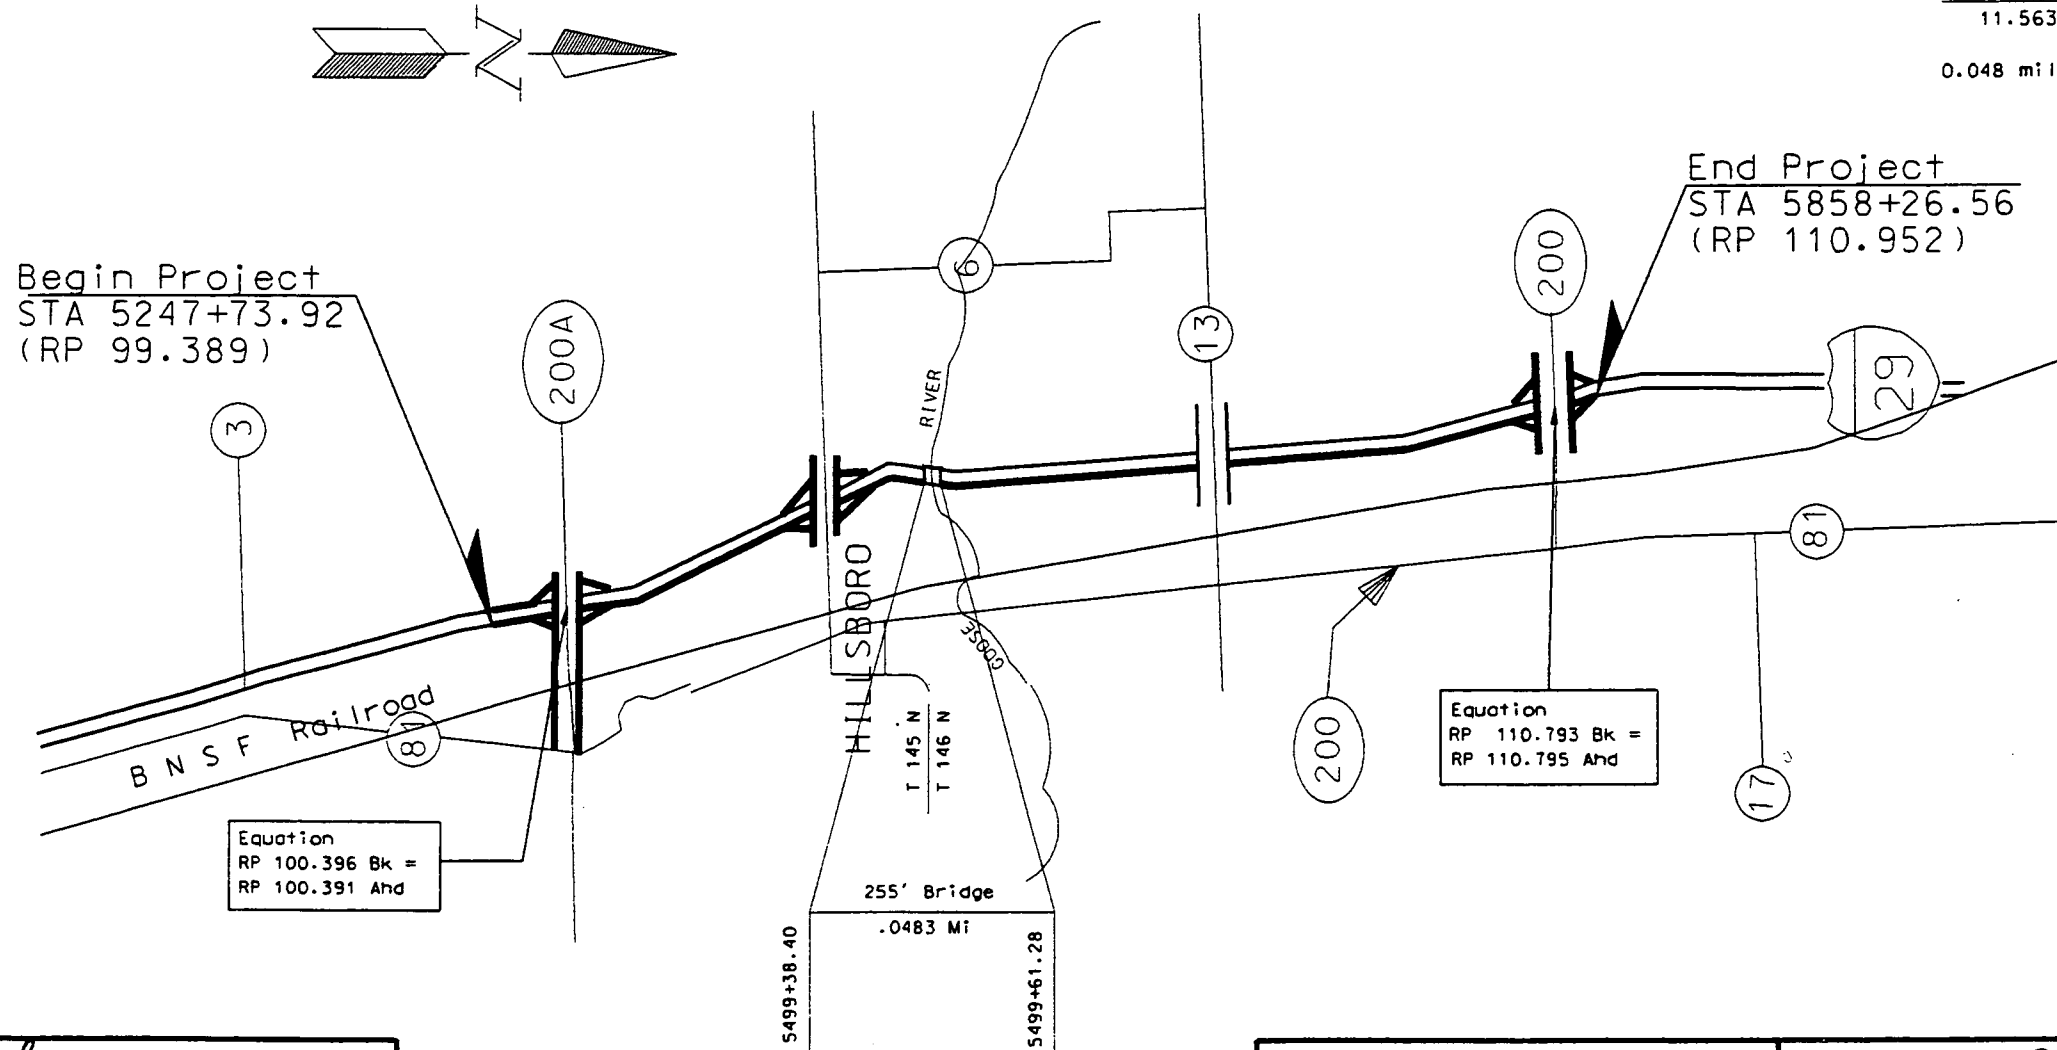 11.563
0.048 mil
N
End Project
STA 5858+26.56
(RP 110.952)
Begin Project
STA 5247+73.92
(RP 99.389)
3
200A
6
13
200
29
RIVER
HILLSBORO
GOOSE
81
BNSF Railroad
81
T 145 N
T 146 N
200
17
Equation
RP 110.793 Bk =
RP 110.795 Ahd
Equation
RP 100.396 Bk =
RP 100.391 Ahd
255' Bridge
.0483 Mi
5499+38.40
5499+61.28